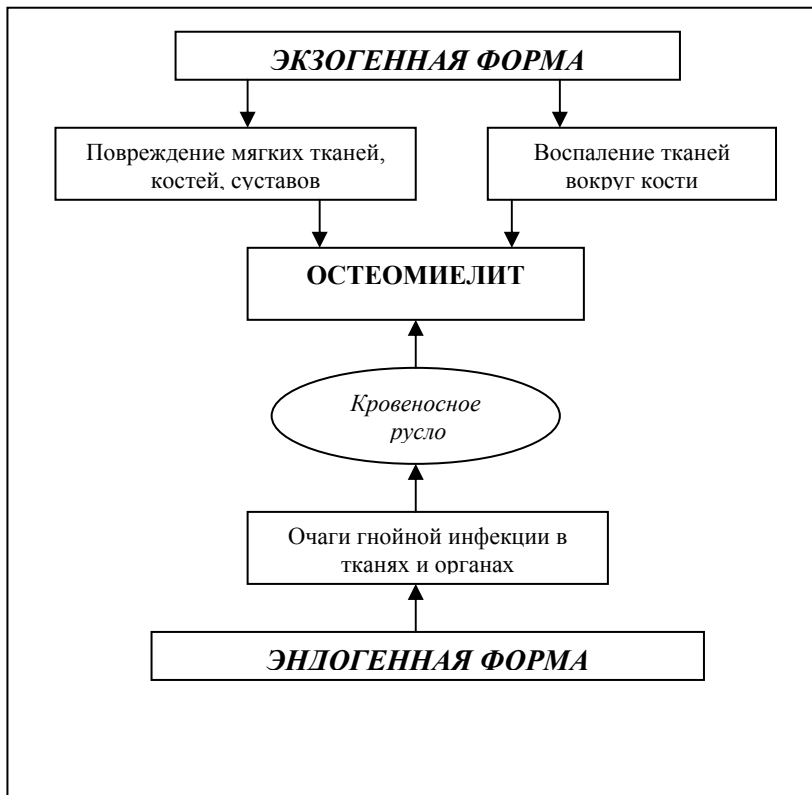 ЭКЗОГЕННАЯ ФОРМА
Повреждение мягких тканей,
костей, суставов
Воспаление тканей
вокруг кости
ОСТЕОМИЕЛИТ
Кровеносное
русло
Очаги гнойной инфекции в
тканях и органах
ЭНДОГЕННАЯ ФОРМА